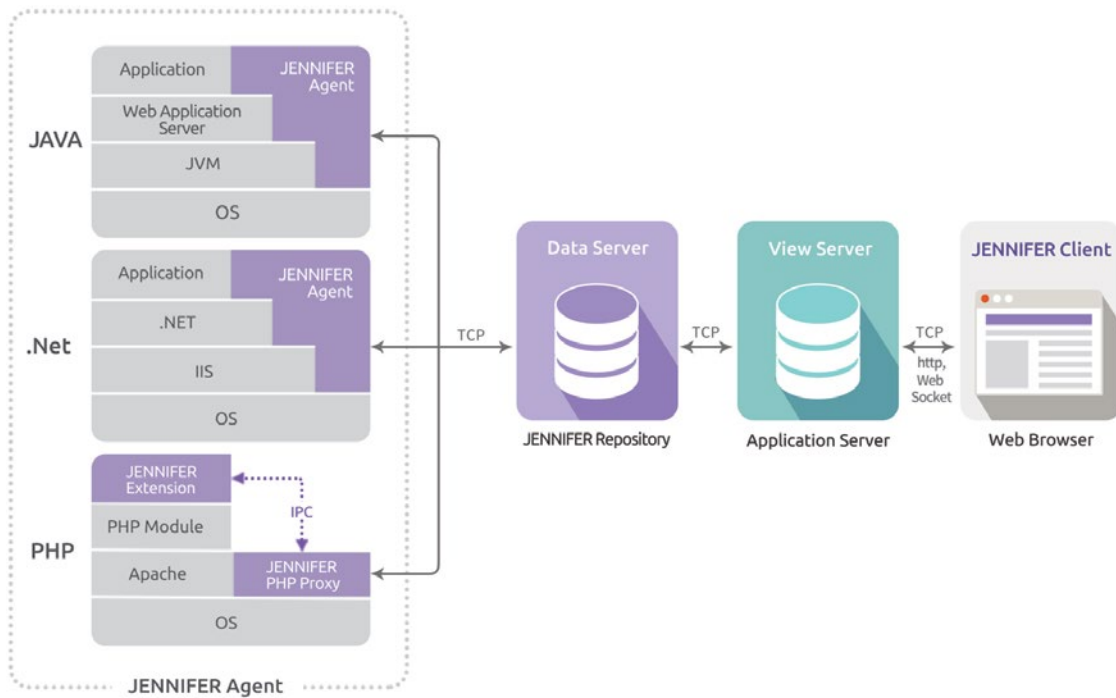 JAVA
Application
JENNIFER
Agent
Web Application
Server
JVM
OS
.Net
Application
JENNIFER
Agent
.NET
IIS
OS
PHP
JENNIFER
Extension
IPC
PHP Module
Apache
JENNIFER
PHP Proxy
OS
JENNIFER Agent
TCP
Data Server
JENNIFER Repository
TCP
View Server
Application Server
TCP
http,
Web
Socket
JENNIFER Client
Web Browser